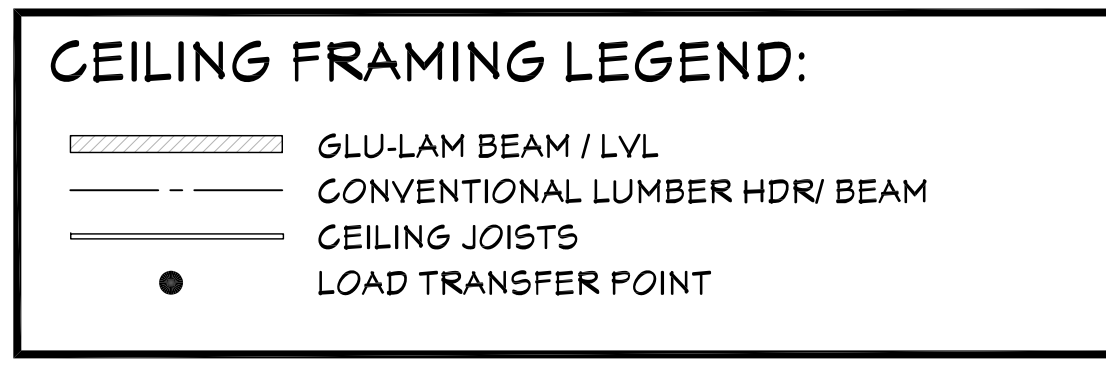 CEILING FRAMING LEGEND:
GLU-LAM BEAM / LVL
CONVENTIONAL LUMBER HDR/ BEAM
CEILING JOISTS
LOAD TRANSFER POINT